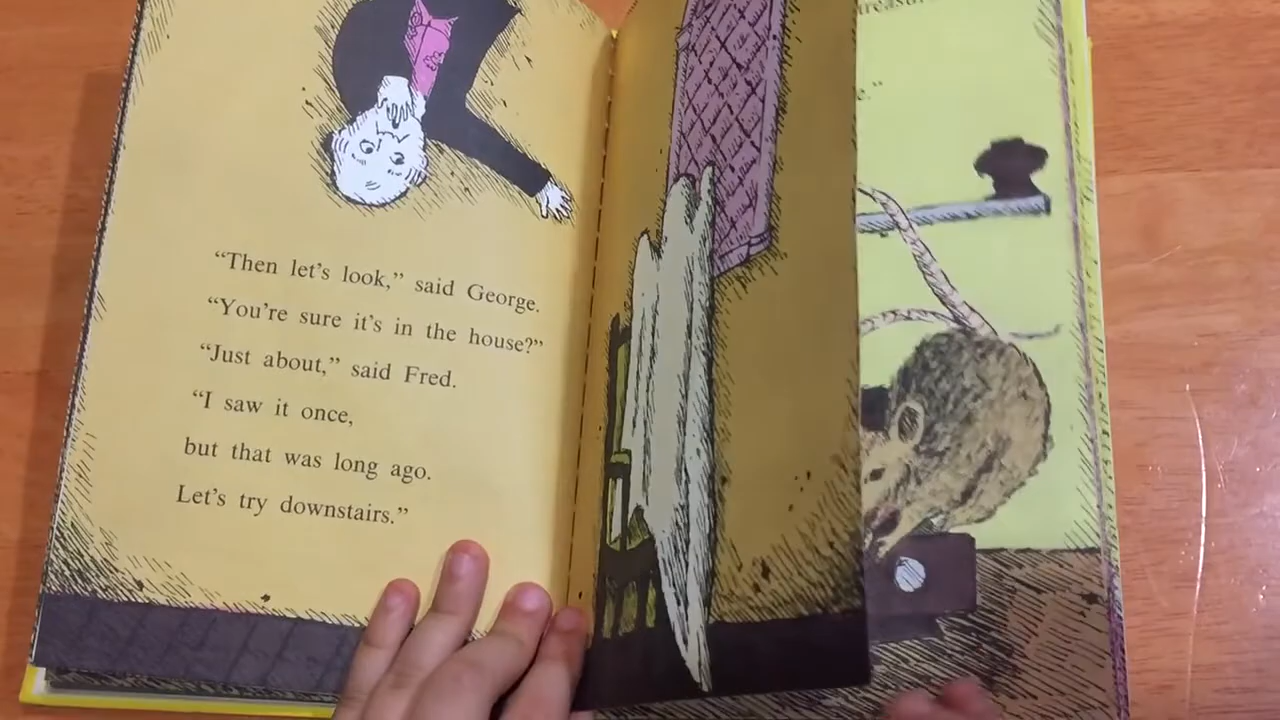 “Then let’s look,” said George.
“You’re sure it’s in the house?”
“Just about,” said Fred.
“I saw it once,
but that was long ago.
Let’s try downstairs.”